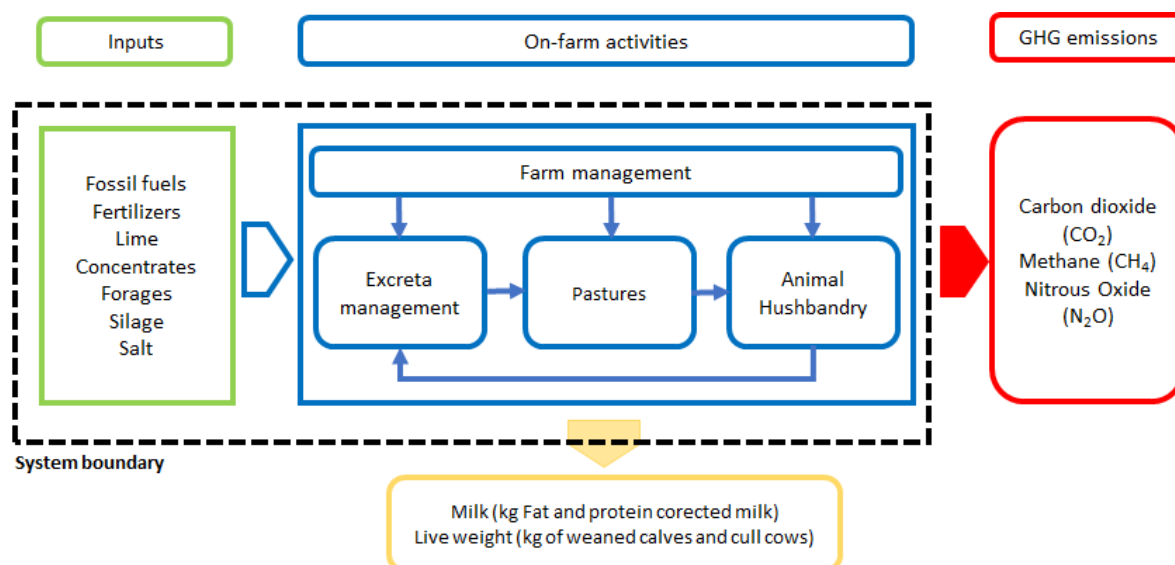 Inputs
On-farm activities
GHG emissions
Fossil fuels
Fertilizers
Lime
Concentrates
Forages
Silage
Salt
Farm management
Excreta
management
Pastures
Animal
Hushbandry
Carbon dioxide
(CO₂)
Methane (CH₄)
Nitrous Oxide
(N₂O)
System boundary
Milk (kg Fat and protein corected milk)
Live weight (kg of weaned calves and cull cows)